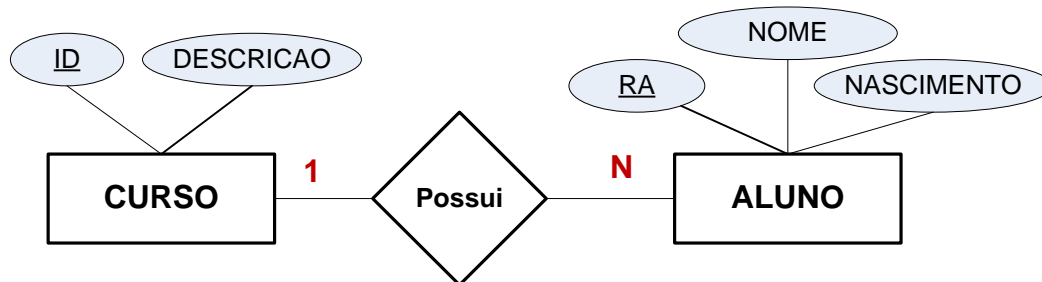 ID
DESCRICAO
NOME
RA
NASCIMENTO
CURSO
1
Possui
N
ALUNO